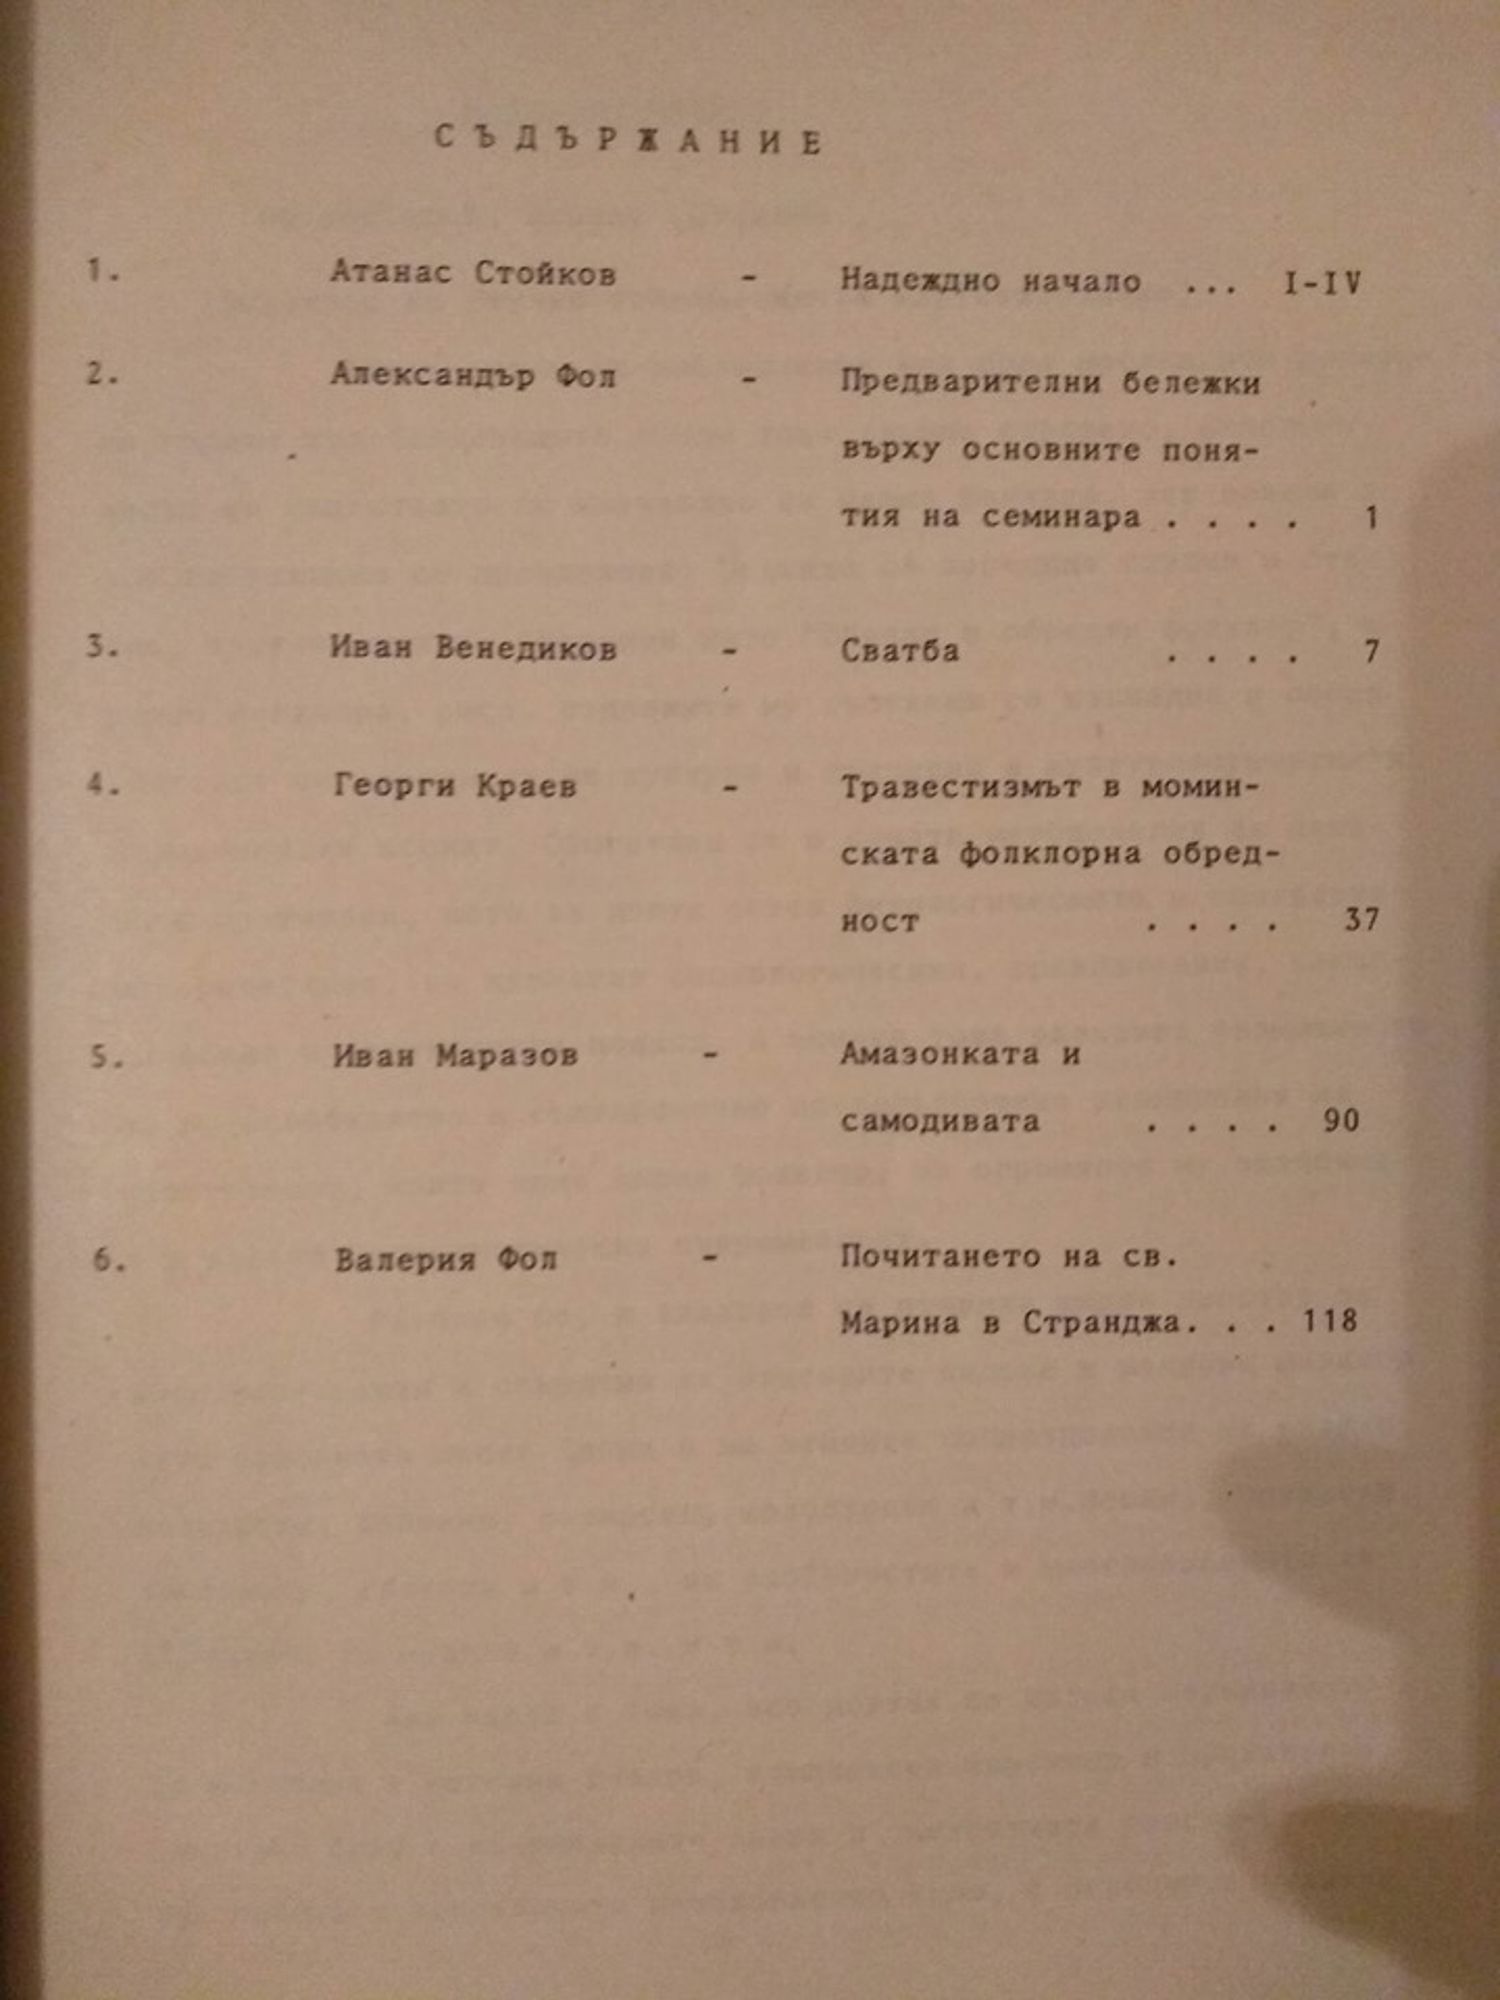 СЪДЪРЖАНИЕ
1. Атанас Стойков - Надеждно начало ... I-IV
2. Александър Фол - Предварителни бележки
върху основните поня-
тия на семинара . . . . 1
3. Иван Венедиков - Сватба . . . . 7
4. Георги Краев - Травестизмът в момин-
ската фолклорна обред-
ност . . . . 37
5. Иван Маразов - Амазонката и
самодивата . . . . 90
6. Валерия Фол - Почитането на св.
Марина в Странджа. . . 118